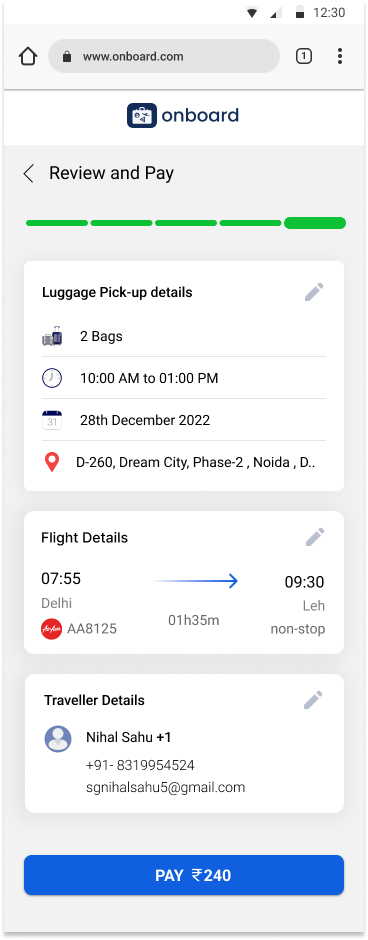 12:30
www.onboard.com
1
onboard
Review and Pay
Luggage Pick-up details
2 Bags
10:00 AM to 01:00 PM
31
28th December 2022
D-260, Dream City, Phase-2 , Noida , D..
Flight Details
07:55
09:30
Delhi
Leh
01h35m
AirAsia AA8125
non-stop
Traveller Details
Nihal Sahu +1
+91- 8319954524
sgnihalsahu5@gmail.com
PAY ₹240